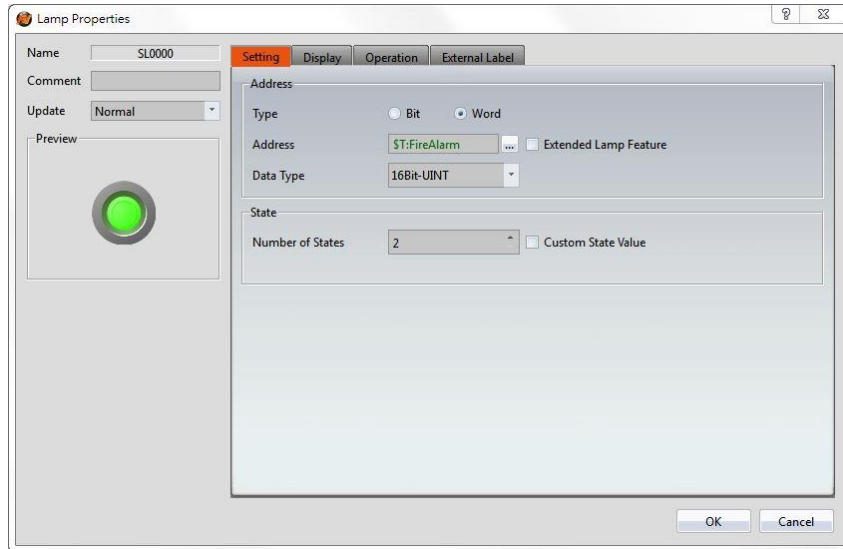 Lamp Properties
Name SL0000
Comment
Update Normal
Preview
Setting Display Operation External Label
Address
Type Bit Word
Address $T:FireAlarm ... Extended Lamp Feature
Data Type 16Bit-UINT
State
Number of States 2 Custom State Value
OK Cancel